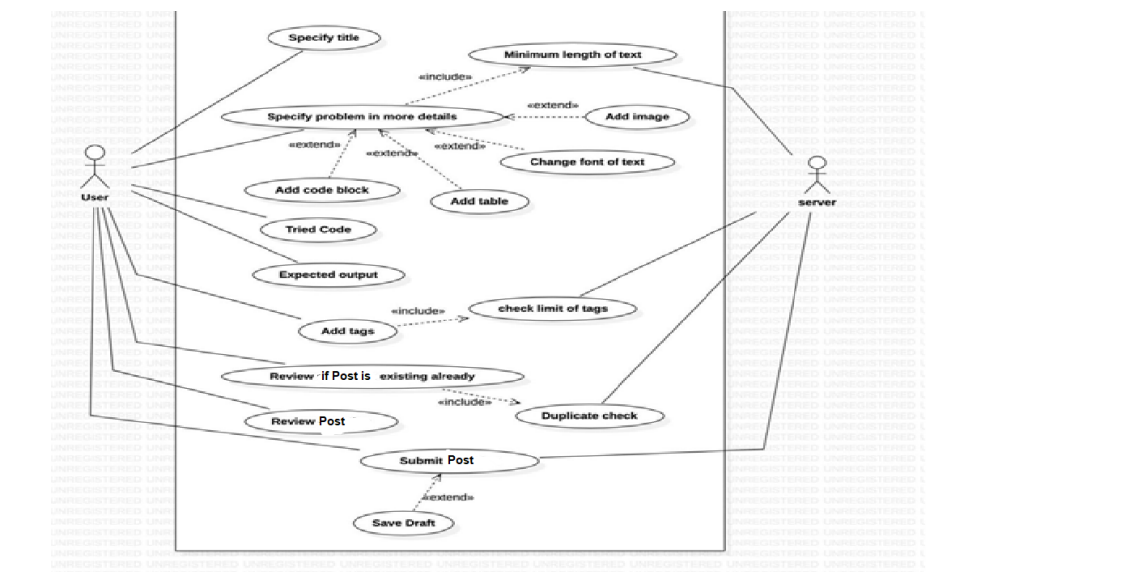 Specify title
Minimum length of text
«include»
«extend»
Specify problem in more details
Add image
«extend»
«extend»
«extend»
Change font of text
Add code block
User
Add table
server
Tried Code
Expected output
«include»
check limit of tags
Add tags
Review if Post is existing already
«include»
Duplicate check
Review Post
Submit Post
«extend»
Save Draft
UNREGISTERED